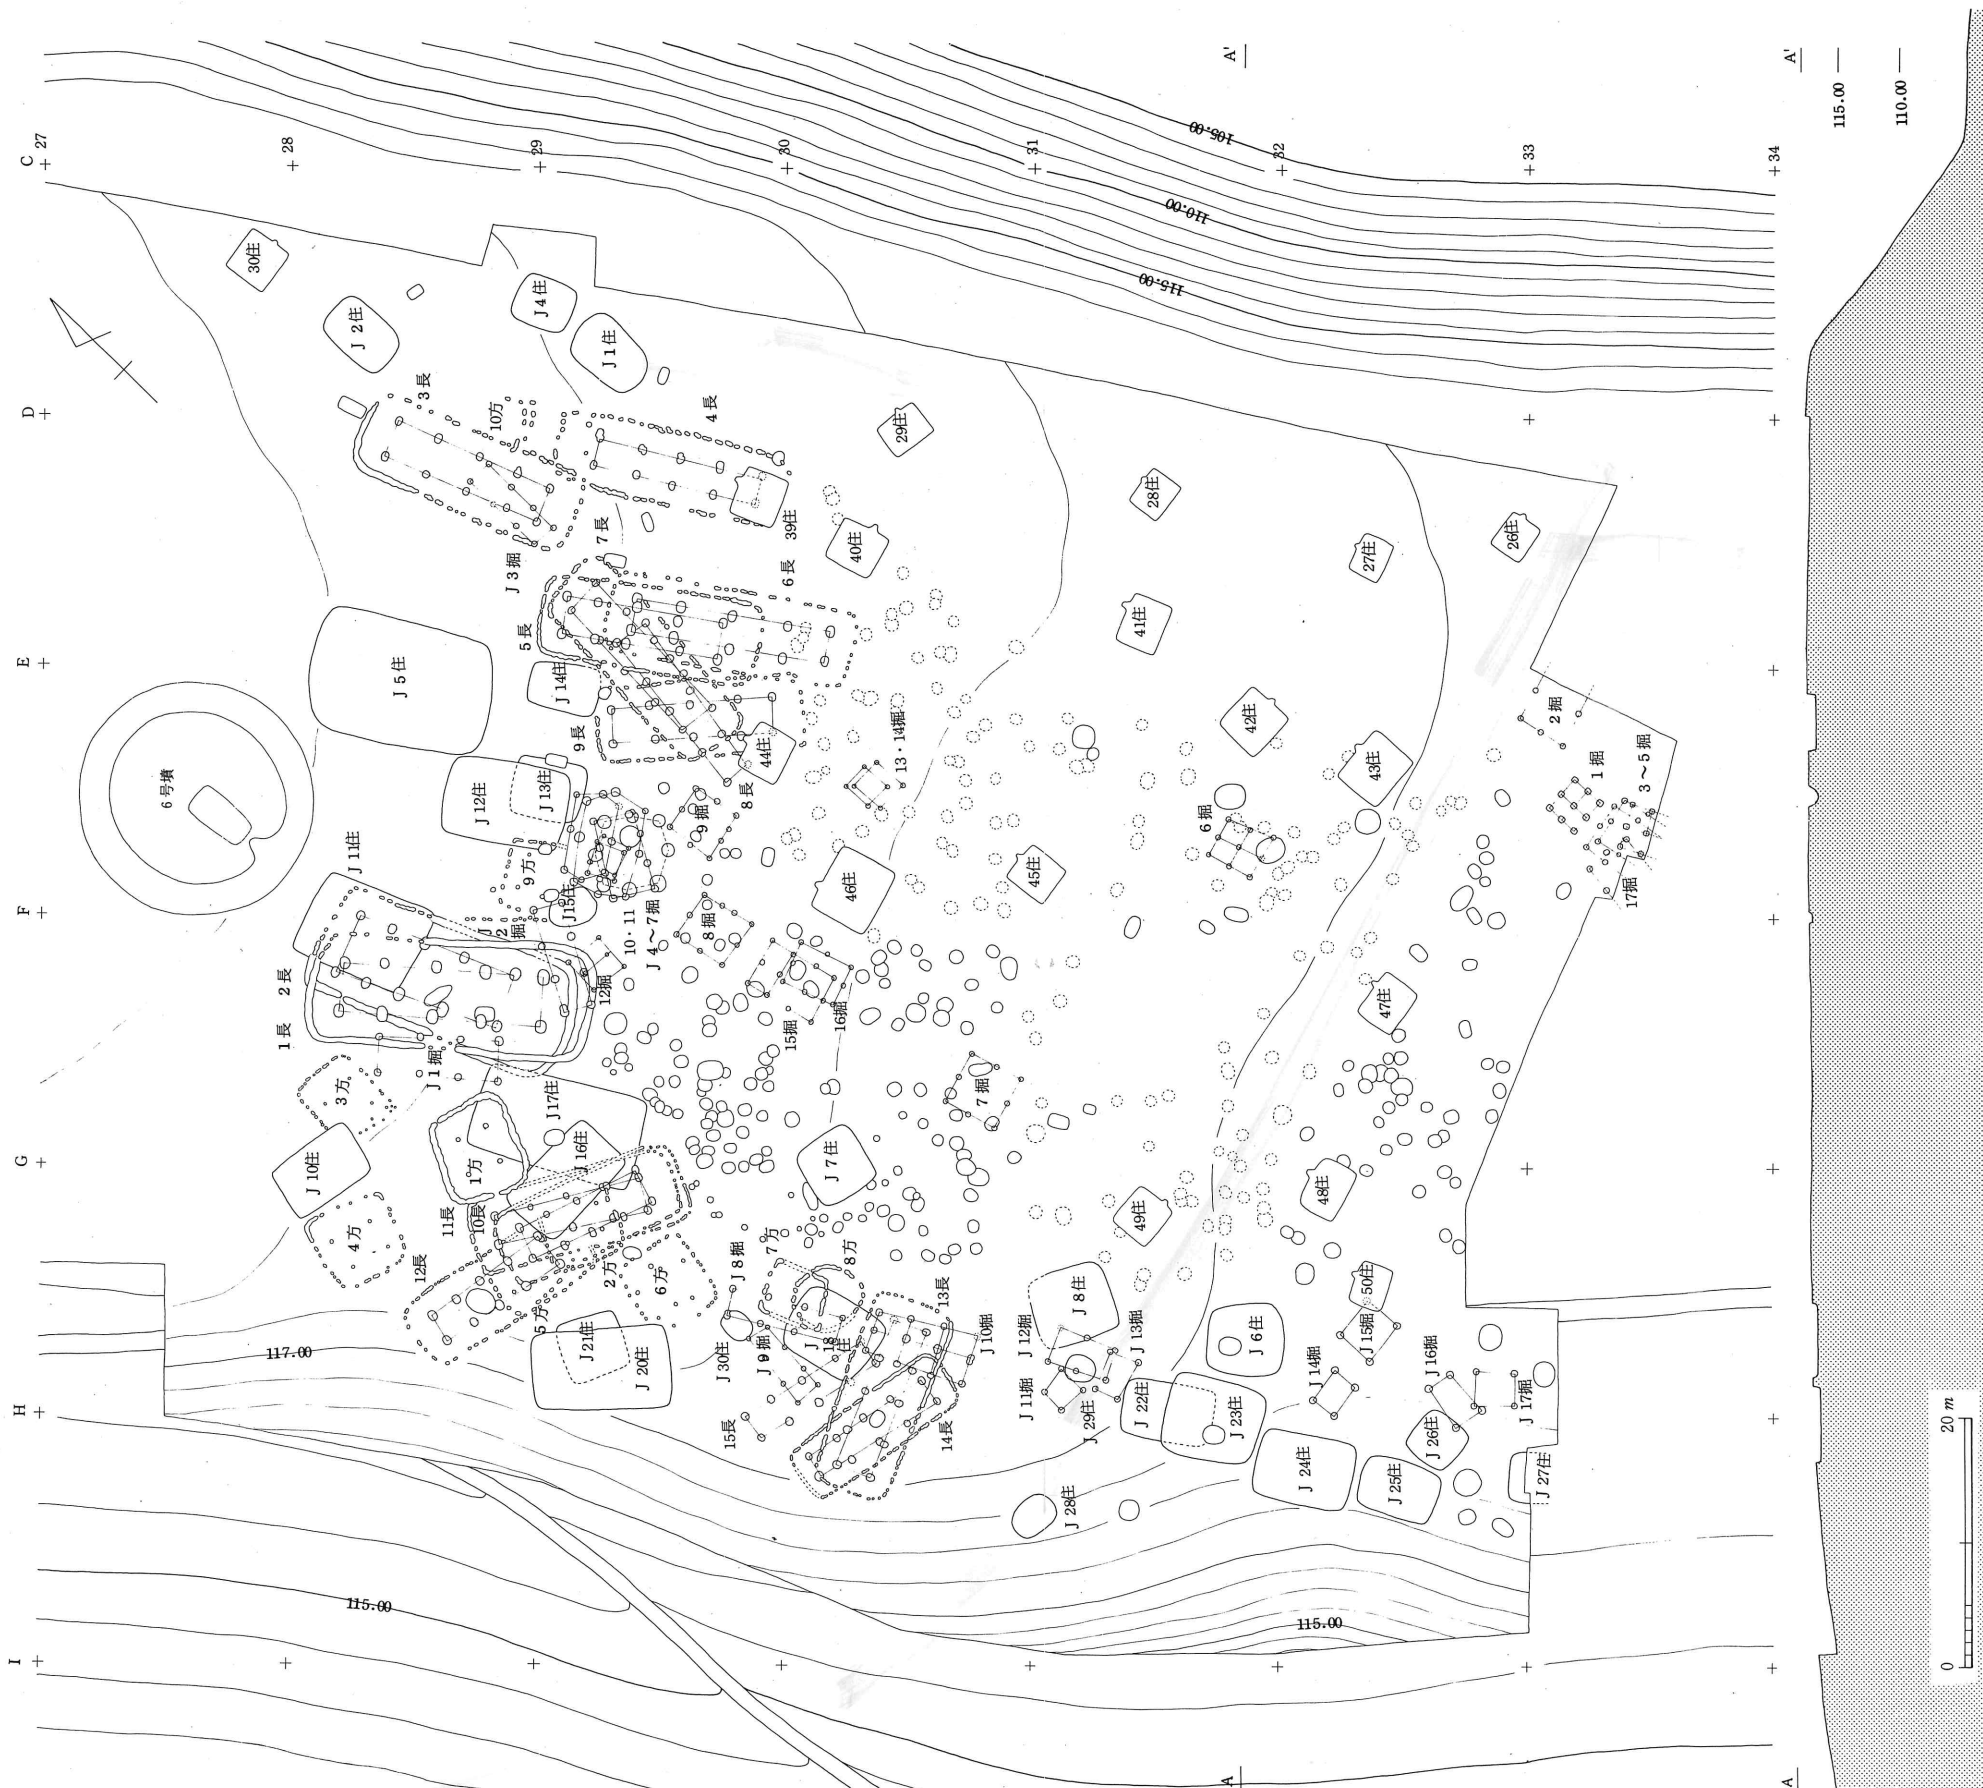 C
27
28
29
30
31
32
33
34
A'
A'
115.00
110.00
105.00
110.00
115.00
30住
J 2住
J 4住
J 1住
D
3長
10方
4長
29住
28住
39住
40住
7長
J 3掘
6長
5長
27住
26住
41住
E
J 5住
J 14住
9長
44住
13・14掘
42住
43住
2掘
1掘
3～5掘
17掘
6号墳
J 12住
J 13住
8長
9掘
6掘
46住
45住
J 11住
9方
J 15住
F
J 2掘
10・11
J 4～7掘
8掘
12掘
15掘
16掘
47住
2長
1長
3方
J 1掘
J 17住
7掘
G
J 10住
1方
J 16住
J 7住
48住
49住
11長
10長
4方
12長
2方
6方
5方
J 8掘
7方
8方
13長
J 10掘
J 12掘
J 8住
J 13掘
J 6住
50住
J 15掘
117.00
J 21住
J 20住
J 30住
J 9掘
J 18住
J 11掘
J 29住
J 22住
J 23住
J 14掘
J 16掘
J 17掘
H
15長
14長
J 28住
J 24住
J 25住
J 26住
J 27住
115.00
115.00
I
A
A
0
20 m